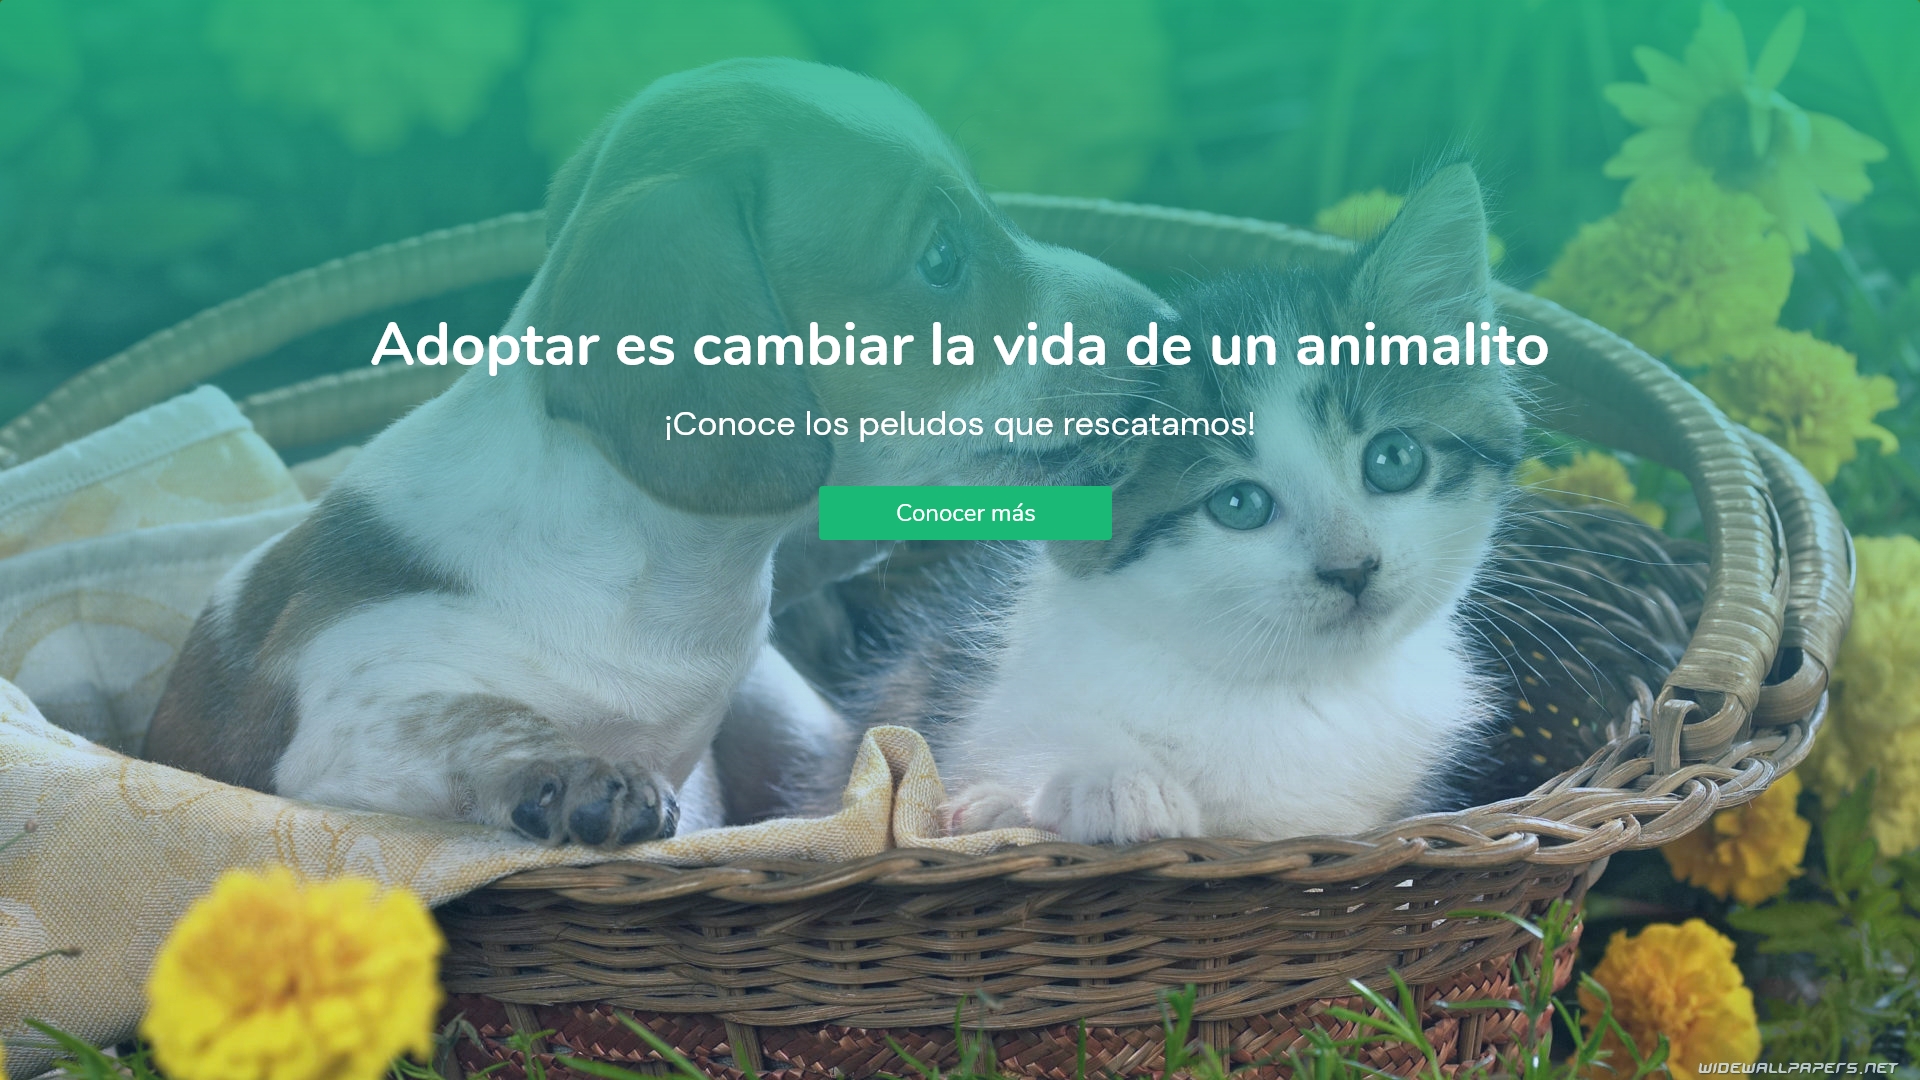 Adoptar es cambiar la vida de un animalito
¡Conoce los peludos que rescatamos!
Conocer más
WIDEWALLPAPERS.NET